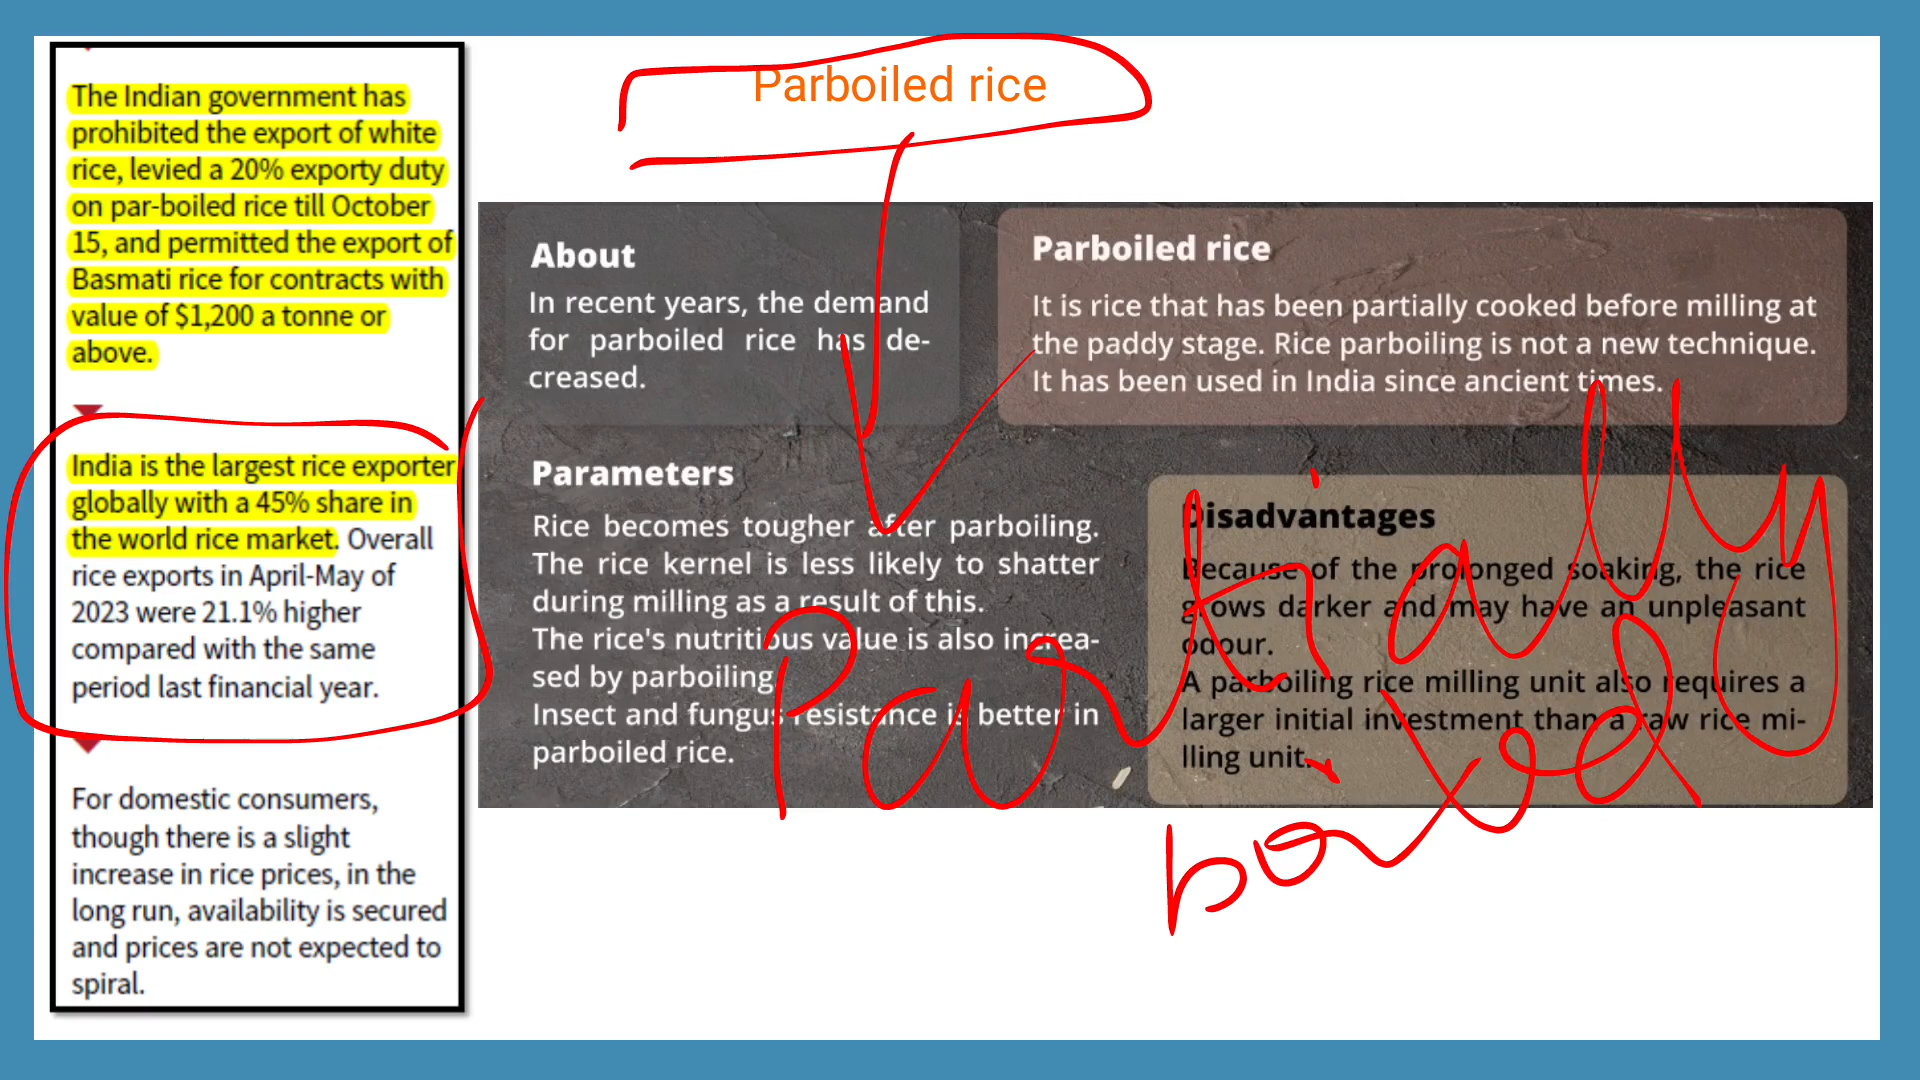 The Indian government has
prohibited the export of white
rice, levied a 20% exporty duty
on par-boiled rice till October
15, and permitted the export of
Basmati rice for contracts with
value of $1,200 a tonne or
above.
India is the largest rice exporter
globally with a 45% share in
the world rice market. Overall
rice exports in April-May of
2023 were 21.1% higher
compared with the same
period last financial year.
For domestic consumers,
though there is a slight
increase in rice prices, in the
long run, availability is secured
and prices are not expected to
spiral.
Parboiled rice
About
In recent years, the demand
for parboiled rice has de-
creased.
Parboiled rice
It is rice that has been partially cooked before milling at
the paddy stage. Rice parboiling is not a new technique.
It has been used in India since ancient times.
Parameters
Rice becomes tougher after parboiling.
The rice kernel is less likely to shatter
during milling as a result of this.
The rice's nutritious value is also increa-
sed by parboiling
Insect and fungus resistance is better in
parboiled rice.
Disadvantages
Because of the prolonged soaking, the rice
grows darker and may have an unpleasant
odour.
A parboiling rice milling unit also requires a
larger initial investment than a raw rice mi-
lling unit.
Partially
boiled